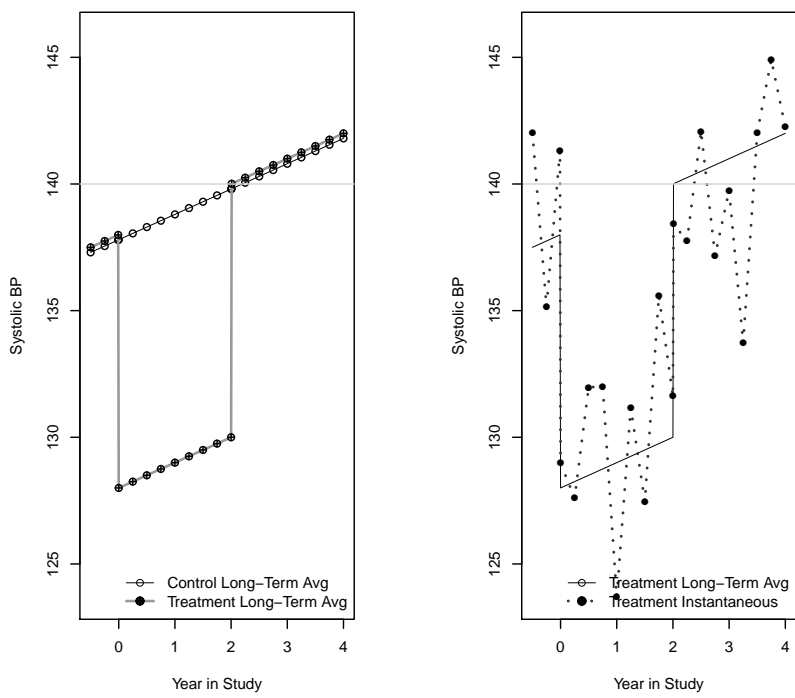 145
140
135
130
125
Systolic BP
Control Long−Term Avg
Treatment Long−Term Avg
0 1 2 3 4
Year in Study
145
140
135
130
125
Systolic BP
Treatment Long−Term Avg
Treatment Instantaneous
0 1 2 3 4
Year in Study